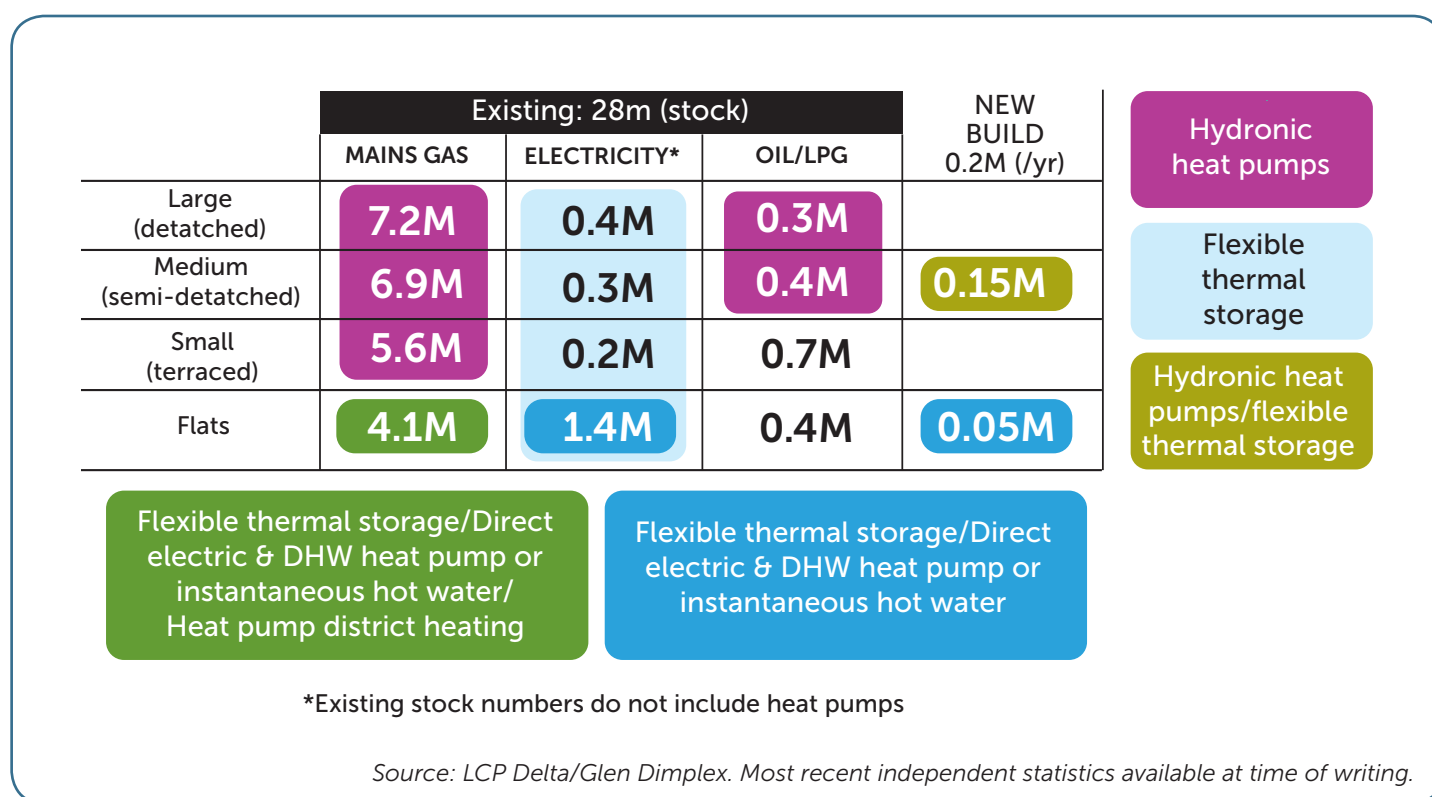 Existing: 28m (stock)
NEW
BUILD
0.2M (/yr)
MAINS GAS
ELECTRICITY*
OIL/LPG
Large
(detatched)
7.2M
0.4M
0.3M
Medium
(semi-detatched)
6.9M
0.3M
0.4M
0.15M
Small
(terraced)
5.6M
0.2M
0.7M
Flats
4.1M
1.4M
0.4M
0.05M
Hydronic
heat pumps
Flexible
thermal
storage
Hydronic heat
pumps/flexible
thermal storage
Flexible thermal storage/Direct
electric & DHW heat pump or
instantaneous hot water/
Heat pump district heating
Flexible thermal storage/Direct
electric & DHW heat pump or
instantaneous hot water
*Existing stock numbers do not include heat pumps
Source: LCP Delta/Glen Dimplex. Most recent independent statistics available at time of writing.